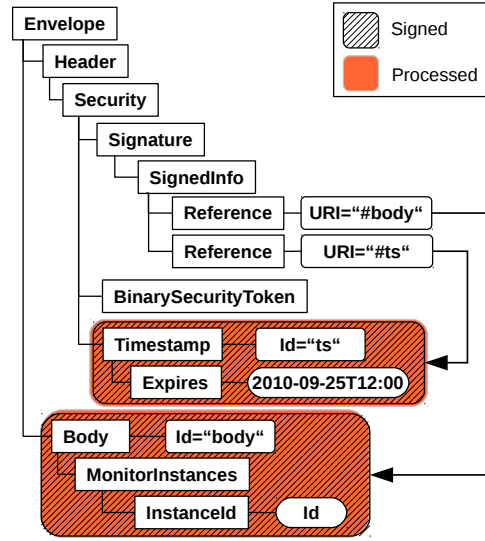 Envelope
Signed
Header
Processed
Security
Signature
SignedInfo
Reference URI="#body"
Reference URI="#ts"
BinarySecurityToken
Timestamp Id="ts"
Expires 2010-09-25T12:00
Body Id="body"
MonitorInstances
InstanceId Id